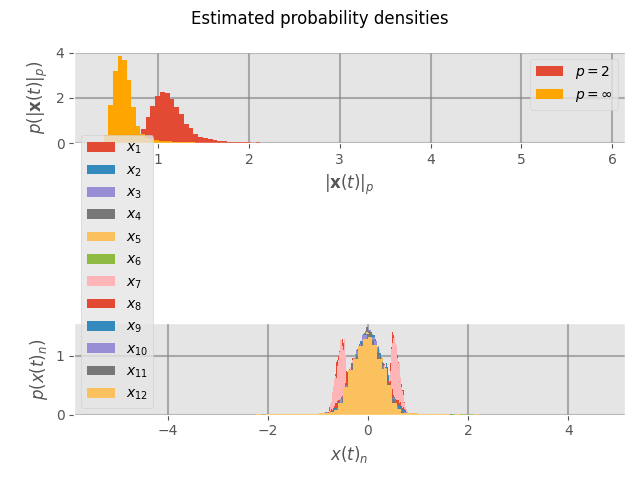 Estimated probability densities
p(|x(t)|_p)
4
2
0
p = 2
p = ∞
1 2 3 4 5 6
|x(t)|_p
x_1
x_2
x_3
x_4
x_5
x_6
x_7
x_8
x_9
x_10
x_11
x_12
p(x(t)_n)
1
0
−4 −2 0 2 4
x(t)_n